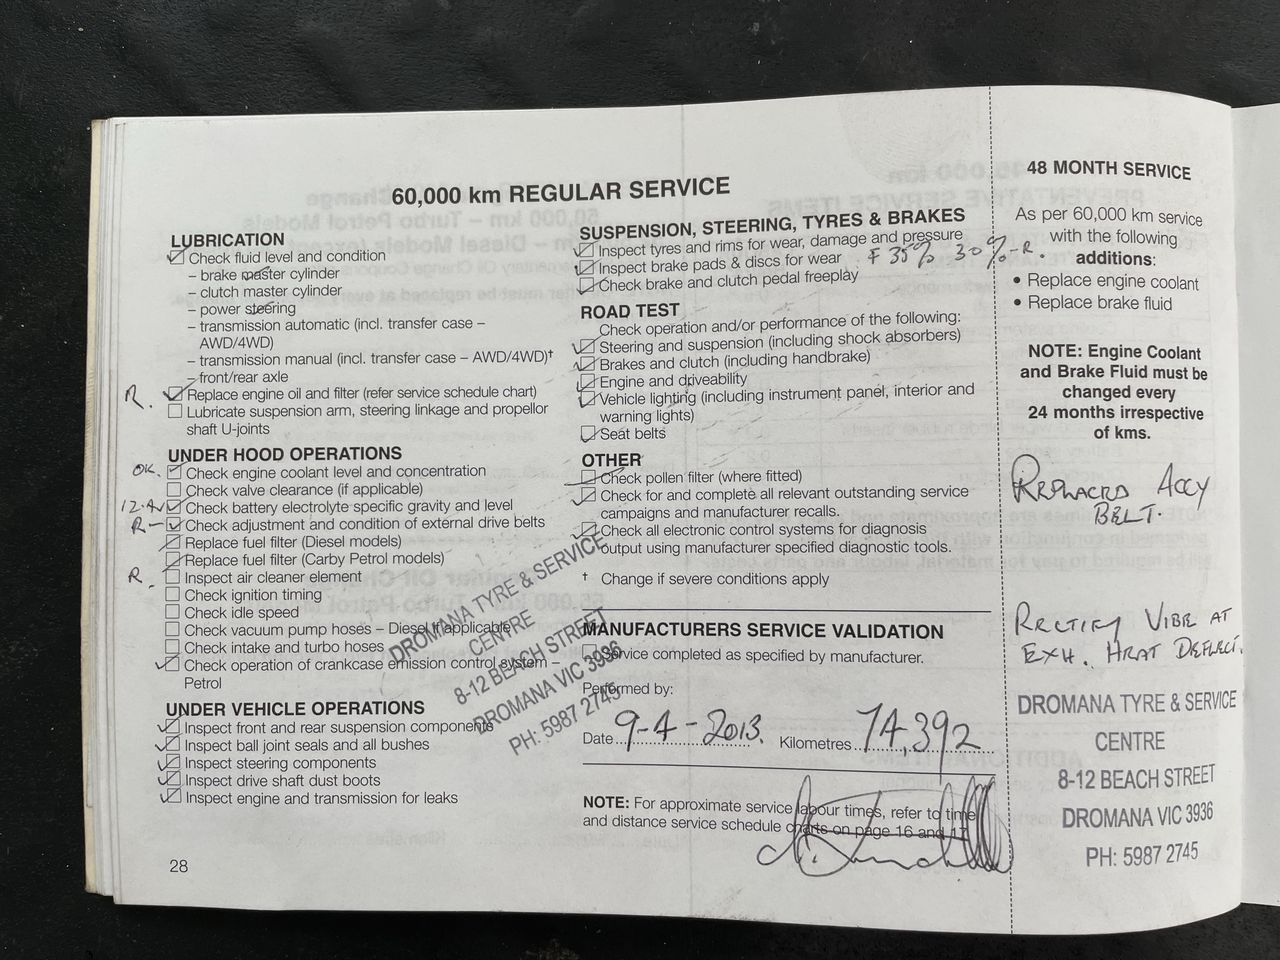 60,000 km REGULAR SERVICE
LUBRICATION
Check fluid level and condition
– brake master cylinder
– clutch master cylinder
– power steering
– transmission automatic (incl. transfer case –
AWD/4WD)
– transmission manual (incl. transfer case – AWD/4WD)†
– front/rear axle
R. Replace engine oil and filter (refer service schedule chart)
Lubricate suspension arm, steering linkage and propellor
shaft U-joints
UNDER HOOD OPERATIONS
OK. Check engine coolant level and concentration
Check valve clearance (if applicable)
12.4V Check battery electrolyte specific gravity and level
R – Check adjustment and condition of external drive belts
Replace fuel filter (Diesel models)
Replace fuel filter (Carby Petrol models)
R. Inspect air cleaner element
Check ignition timing
Check idle speed
Check vacuum pump hoses – Diesel if applicable
Check intake and turbo hoses
Check operation of crankcase emission control system –
Petrol
UNDER VEHICLE OPERATIONS
Inspect front and rear suspension components
Inspect ball joint seals and all bushes
Inspect steering components
Inspect drive shaft dust boots
Inspect engine and transmission for leaks
28
DROMANA TYRE & SERVICE
CENTRE
8-12 BEACH STREET
DROMANA VIC 3936
PH: 5987 2745
SUSPENSION, STEERING, TYRES & BRAKES
Inspect tyres and rims for wear, damage and pressure
Inspect brake pads & discs for wear F 35% 30%-R.
Check brake and clutch pedal freeplay
ROAD TEST
Check operation and/or performance of the following:
Steering and suspension (including shock absorbers)
Brakes and clutch (including handbrake)
Engine and driveability
Vehicle lighting (including instrument panel, interior and
warning lights)
Seat belts
OTHER
Check pollen filter (where fitted)
Check for and complete all relevant outstanding service
campaigns and manufacturer recalls.
Check all electronic control systems for diagnosis
output using manufacturer specified diagnostic tools.
† Change if severe conditions apply
MANUFACTURERS SERVICE VALIDATION
Service completed as specified by manufacturer.
Performed by:
Date 9-4-2013. Kilometres 74,392
NOTE: For approximate service labour times, refer to time
and distance service schedule charts on page 16 and 17
48 MONTH SERVICE
As per 60,000 km service
with the following
additions:
• Replace engine coolant
• Replace brake fluid
NOTE: Engine Coolant
and Brake Fluid must be
changed every
24 months irrespective
of kms.
REPLACED ACCY
BELT.
RECTIFY VIBR AT
EXH. HEAT DEFLECT.
DROMANA TYRE & SERVICE
CENTRE
8-12 BEACH STREET
DROMANA VIC 3936
PH: 5987 2745